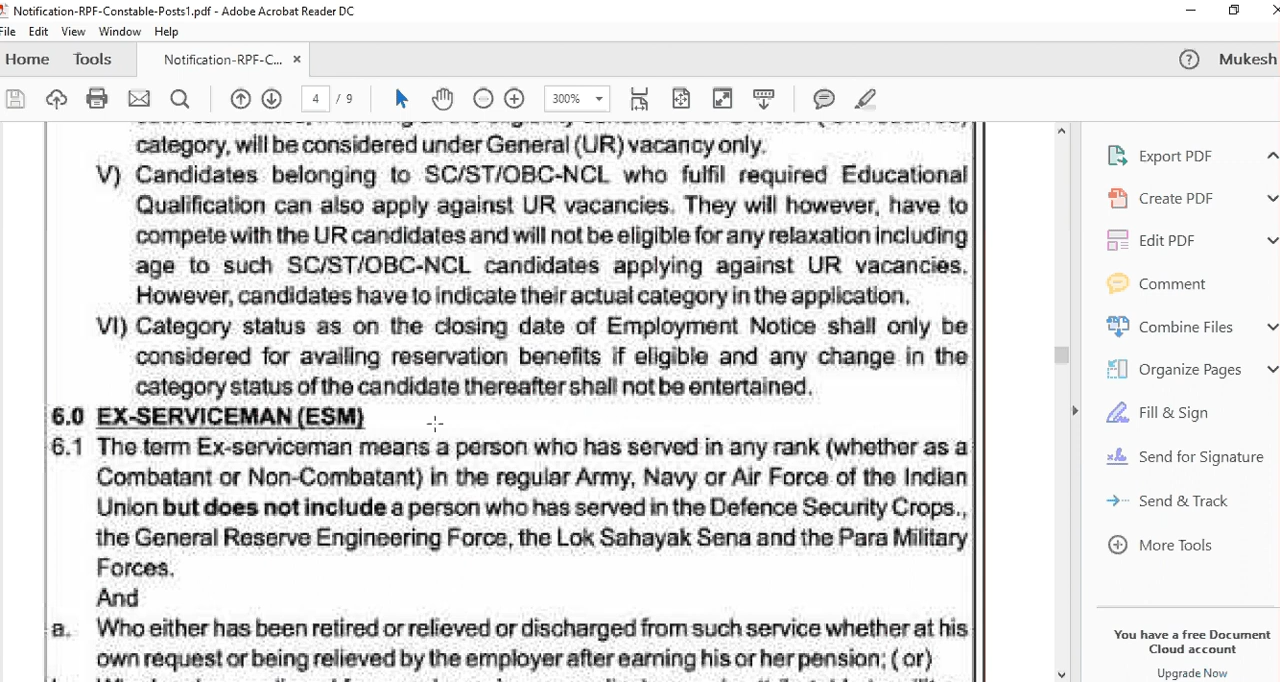 Notification-RPF-Constable-Posts1.pdf - Adobe Acrobat Reader DC
File Edit View Window Help
Home Tools Notification-RPF-C... × ? Mukesh
4 / 9 300%
category, will be considered under General (UR) vacancy only.
V) Candidates belonging to SC/ST/OBC-NCL who fulfil required Educational
Qualification can also apply against UR vacancies. They will however, have to
compete with the UR candidates and will not be eligible for any relaxation including
age to such SC/ST/OBC-NCL candidates applying against UR vacancies.
However, candidates have to indicate their actual category in the application.
VI) Category status as on the closing date of Employment Notice shall only be
considered for availing reservation benefits if eligible and any change in the
category status of the candidate thereafter shall not be entertained.
6.0 EX-SERVICEMAN (ESM)
6.1 The term Ex-serviceman means a person who has served in any rank (whether as a
Combatant or Non-Combatant) in the regular Army, Navy or Air Force of the Indian
Union but does not include a person who has served in the Defence Security Crops.,
the General Reserve Engineering Force, the Lok Sahayak Sena and the Para Military
Forces.
And
a. Who either has been retired or relieved or discharged from such service whether at his
own request or being relieved by the employer after earning his or her pension; ( or)
Export PDF
Create PDF
Edit PDF
Comment
Combine Files
Organize Pages
Fill & Sign
Send for Signature
Send & Track
More Tools
You have a free Document
Cloud account
Upgrade Now